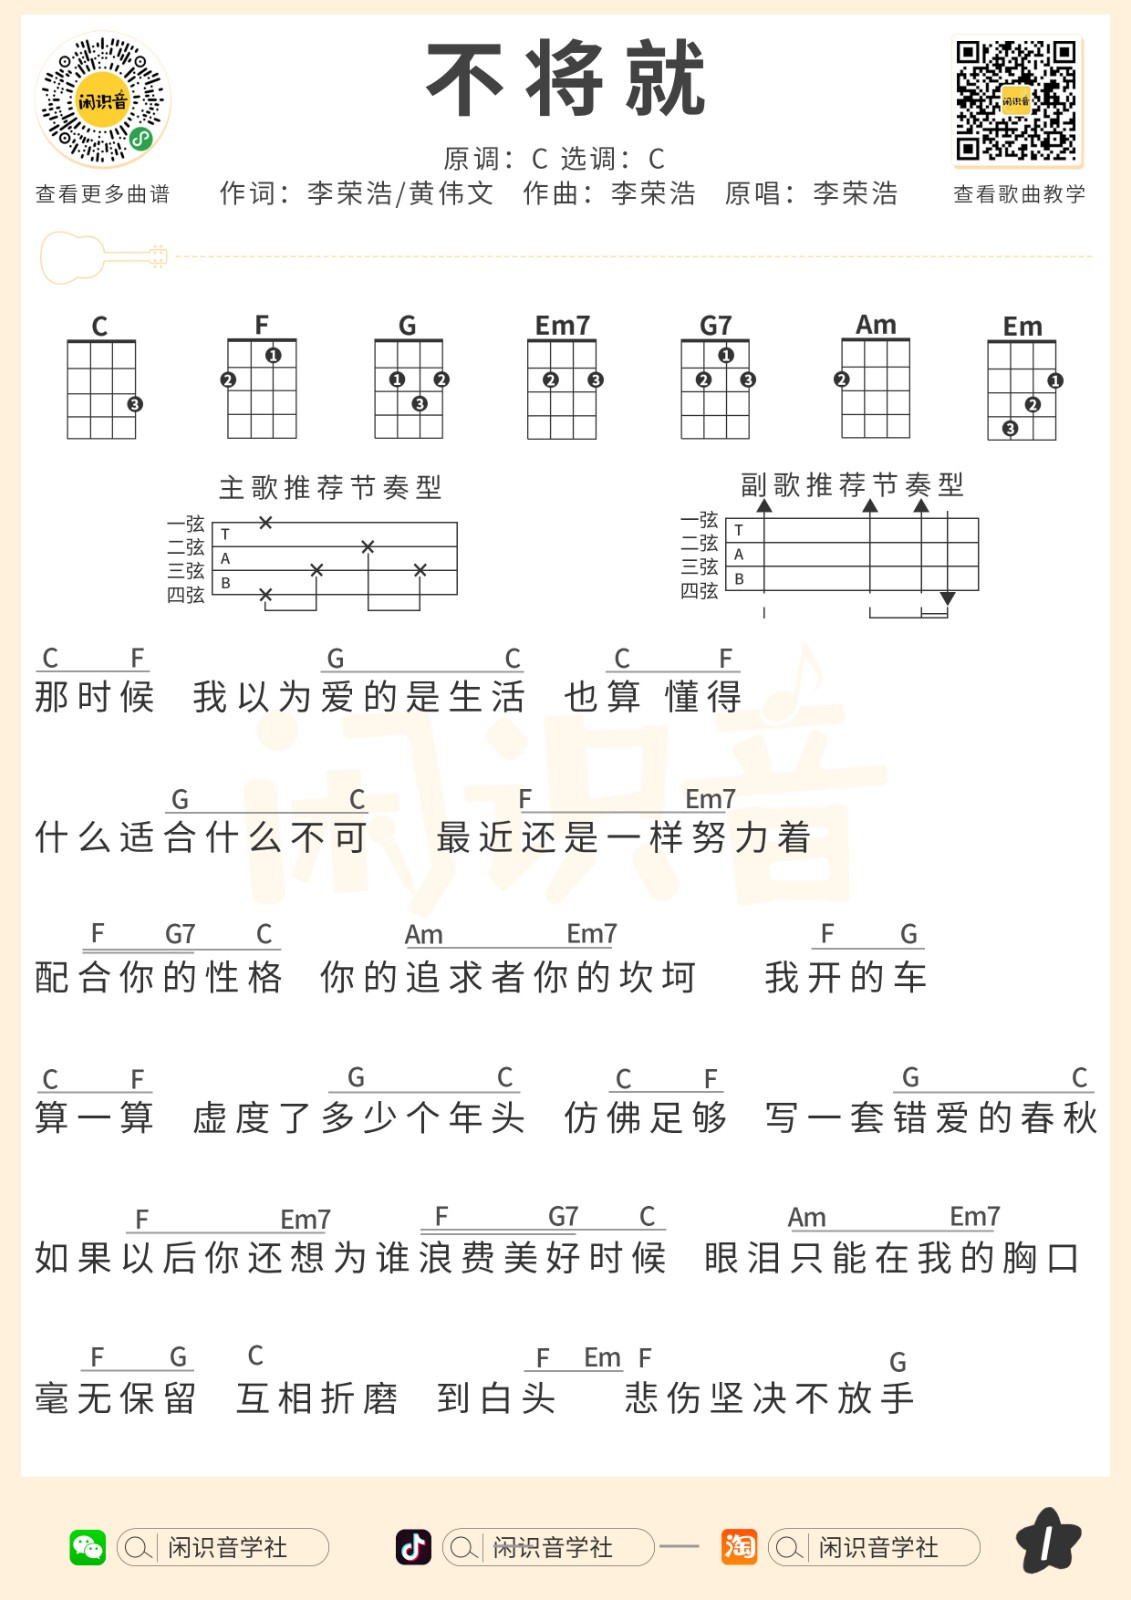 不将就
原调：C 选调：C
作词：李荣浩/黄伟文 作曲：李荣浩 原唱：李荣浩
闲识音
查看更多曲谱
闲识音
查看歌曲教学
C F G Em7 G7 Am Em
3
2 1
1 2 3
2 3
2 1 3
2
1 2 3
主歌推荐节奏型
一弦
二弦
三弦
四弦
T
A
B
副歌推荐节奏型
一弦
二弦
三弦
四弦
T
A
B
C F G C C F
那时候 我以为爱的是生活 也算 懂得
G C F Em7
什么适合什么不可 最近还是一样努力着
F G7 C Am Em7 F G
配合你的性格 你的追求者你的坎坷 我开的车
C F G C C F G C
算一算 虚度了多少个年头 仿佛足够 写一套错爱的春秋
F Em7 F G7 C Am Em7
如果以后你还想为谁浪费美好时候 眼泪只能在我的胸口
F G C F Em F G
毫无保留 互相折磨 到白头 悲伤坚决不放手
闲识音
闲识音学社
闲识音学社
淘 闲识音学社
1